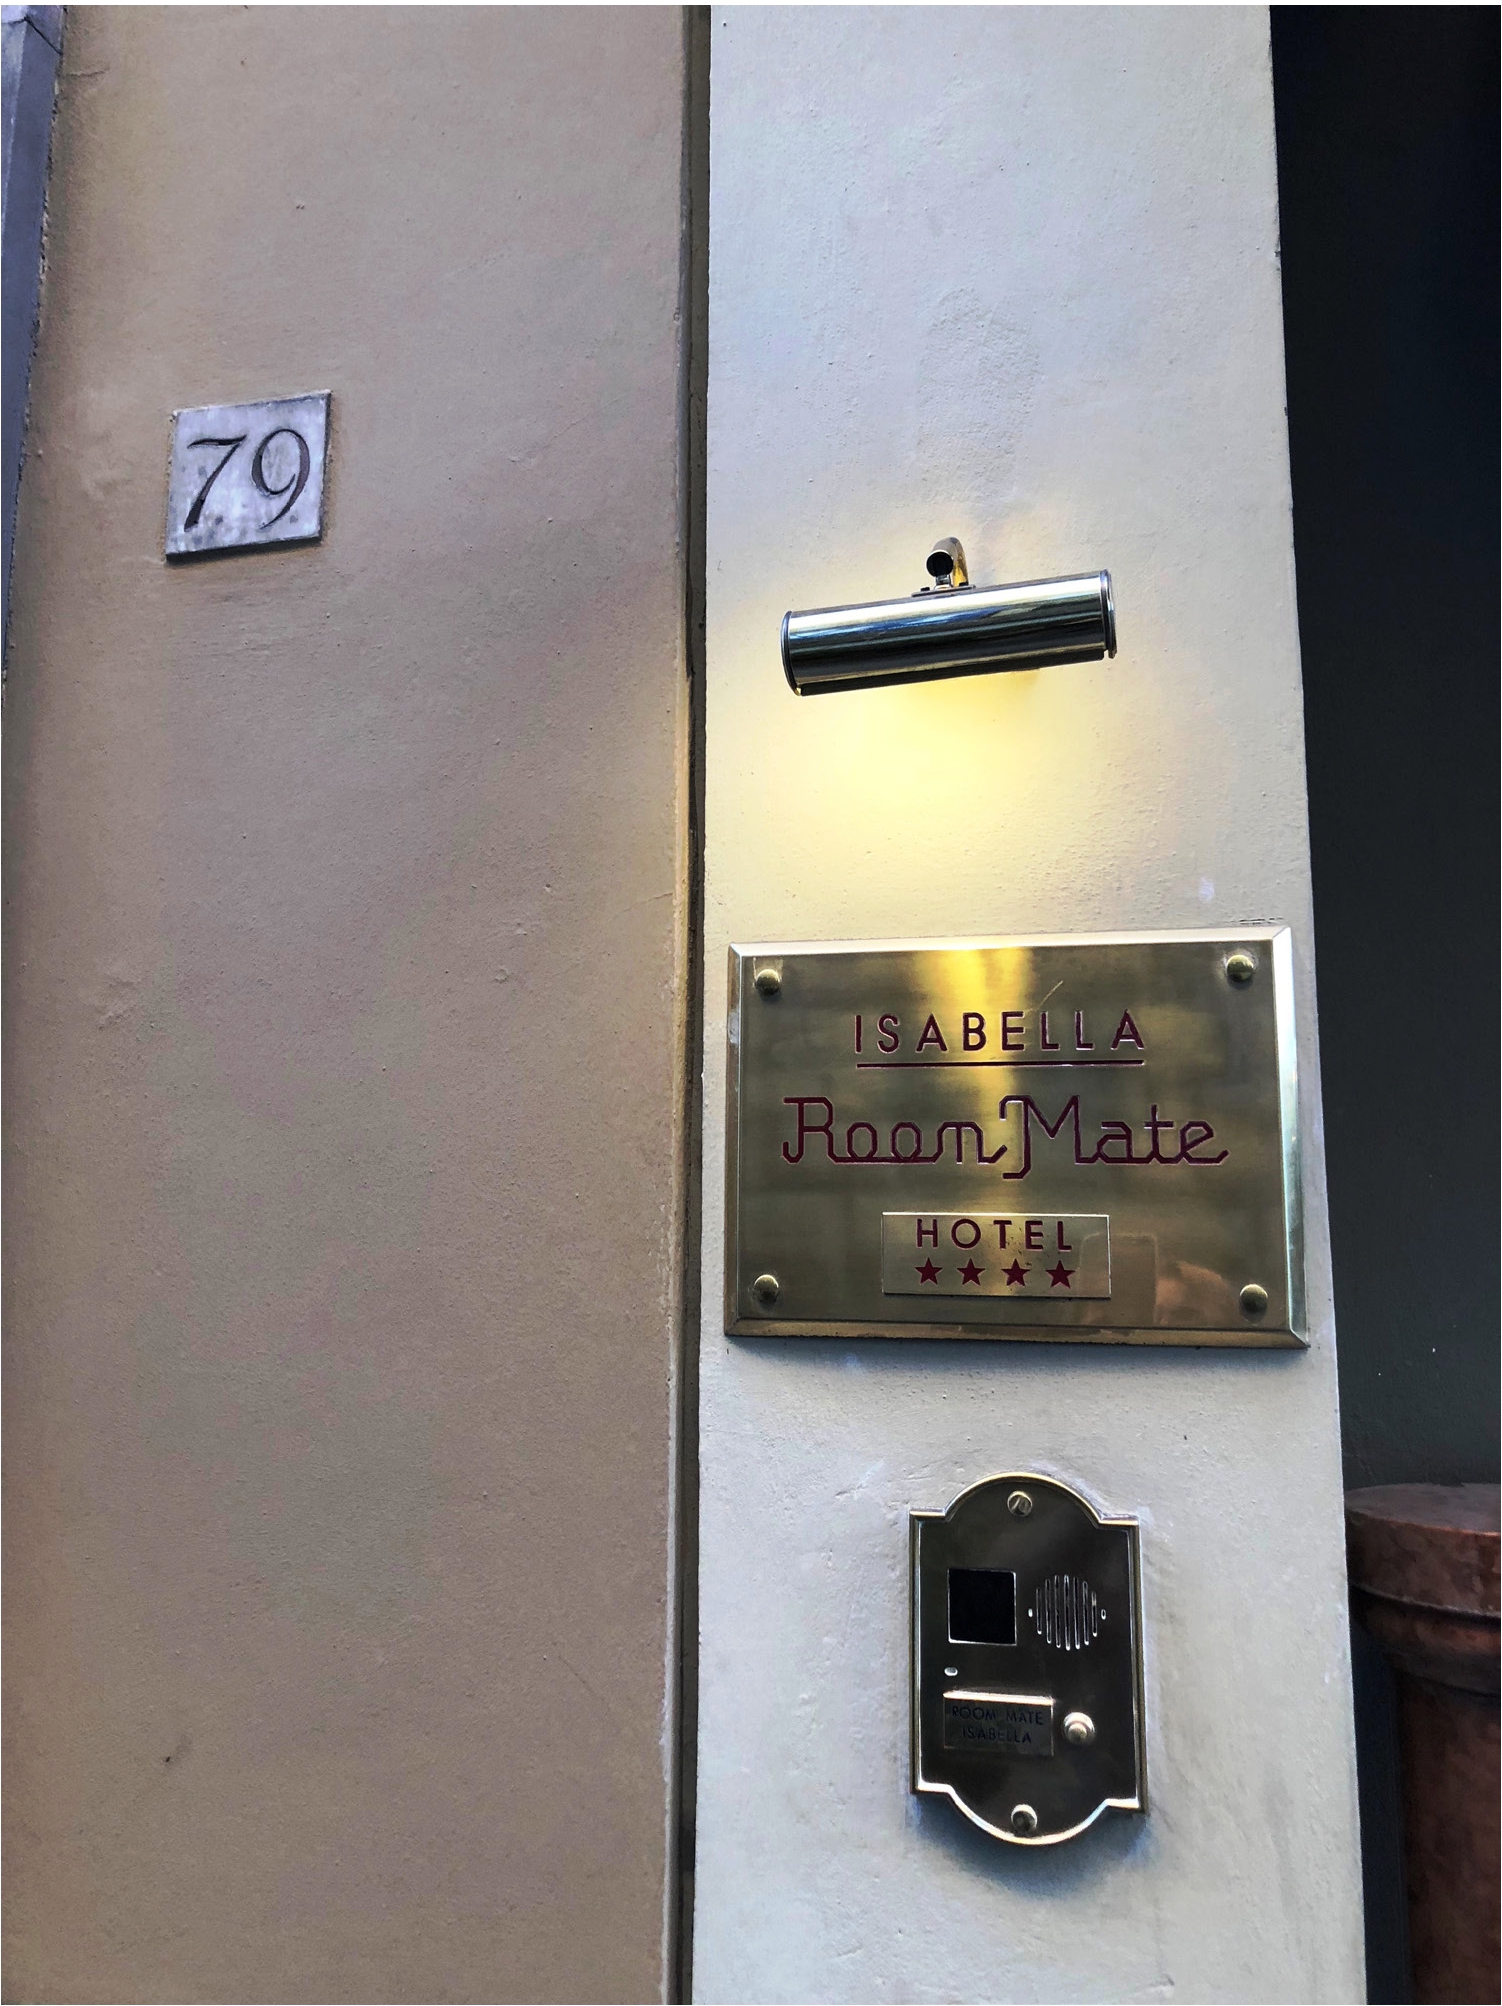 79
ISABELLA
Room Mate
HOTEL
★★★★
ROOM MATE
ISABELLA